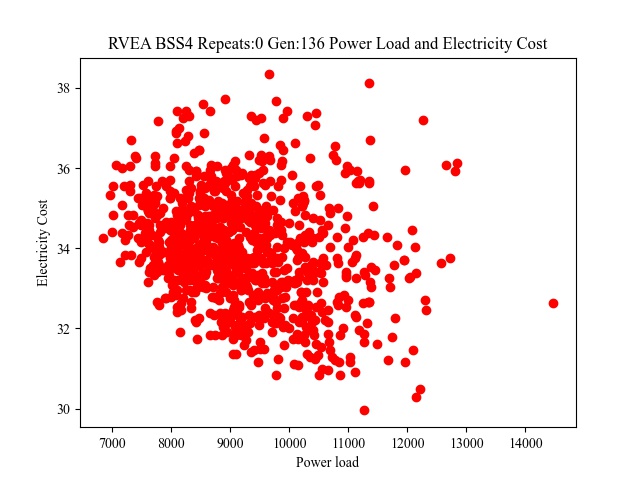 RVEA BSS4 Repeats:0 Gen:136 Power Load and Electricity Cost
38
36
34
32
30
Electricity Cost
7000 8000 9000 10000 11000 12000 13000 14000
Power load